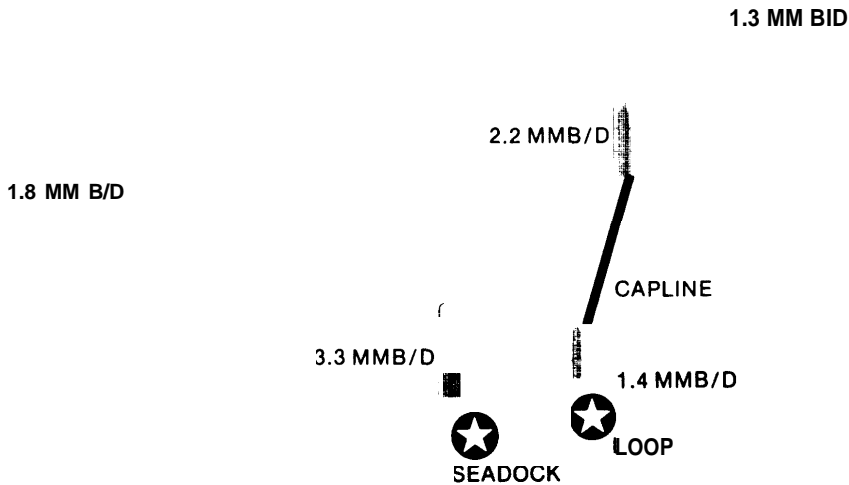 1.3 MM BID
2.2 MMB/D
1.8 MM B/D
CAPLINE
3.3 MMB/D
1.4 MMB/D
LOOP
SEADOCK